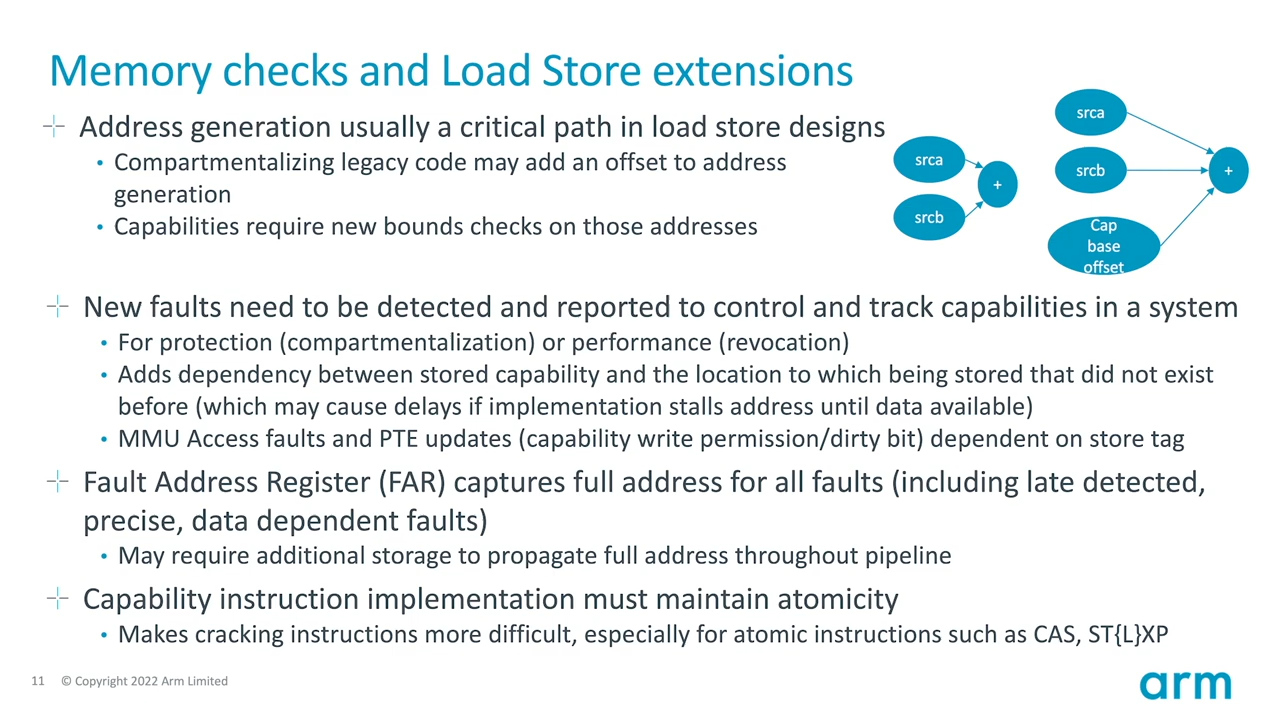 Memory checks and Load Store extensions
Address generation usually a critical path in load store designs
• Compartmentalizing legacy code may add an offset to address
generation
• Capabilities require new bounds checks on those addresses
srca
srcb
+
srca
srcb
Cap
base
offset
+
New faults need to be detected and reported to control and track capabilities in a system
• For protection (compartmentalization) or performance (revocation)
• Adds dependency between stored capability and the location to which being stored that did not exist
before (which may cause delays if implementation stalls address until data available)
• MMU Access faults and PTE updates (capability write permission/dirty bit) dependent on store tag
Fault Address Register (FAR) captures full address for all faults (including late detected,
precise, data dependent faults)
• May require additional storage to propagate full address throughout pipeline
Capability instruction implementation must maintain atomicity
• Makes cracking instructions more difficult, especially for atomic instructions such as CAS, ST{L}XP
11 © Copyright 2022 Arm Limited
arm